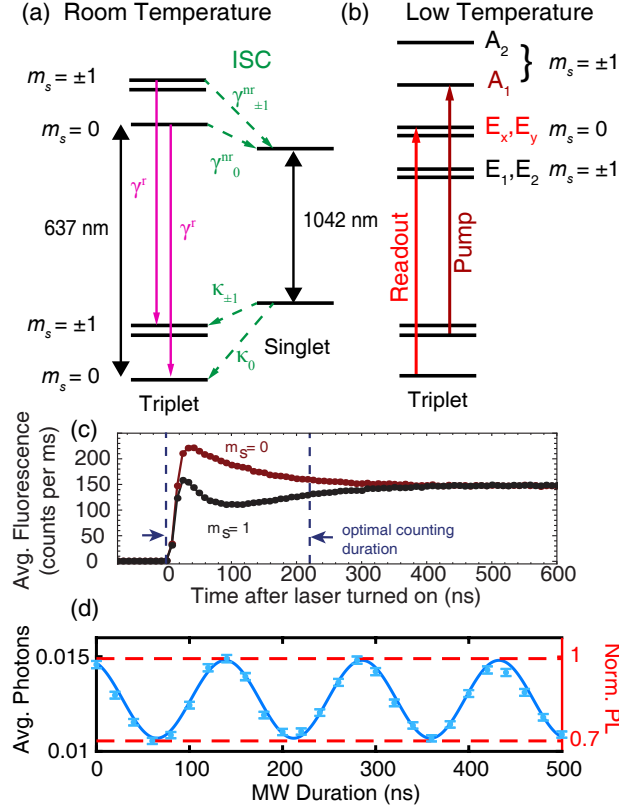 (a) Room Temperature
ISC
m_s = ±1
γ^nr_±1
m_s = 0
γ^nr_0
γ^r
γ^r
637 nm
1042 nm
κ_±1
m_s = ±1
κ_0
Singlet
m_s = 0
Triplet
(b) Low Temperature
A_2
} m_s = ±1
A_1
E_x,E_y m_s = 0
E_1,E_2 m_s = ±1
Readout
Pump
Triplet
(c)
Avg. Fluorescence
(counts per ms)
200
150
100
50
0
m_s = 0
m_s = 1
optimal counting
duration
0 100 200 300 400 500 600
Time after laser turned on (ns)
(d)
Avg. Photons
0.015
0.01
1
0.7
Norm. PL
0 100 200 300 400 500
MW Duration (ns)